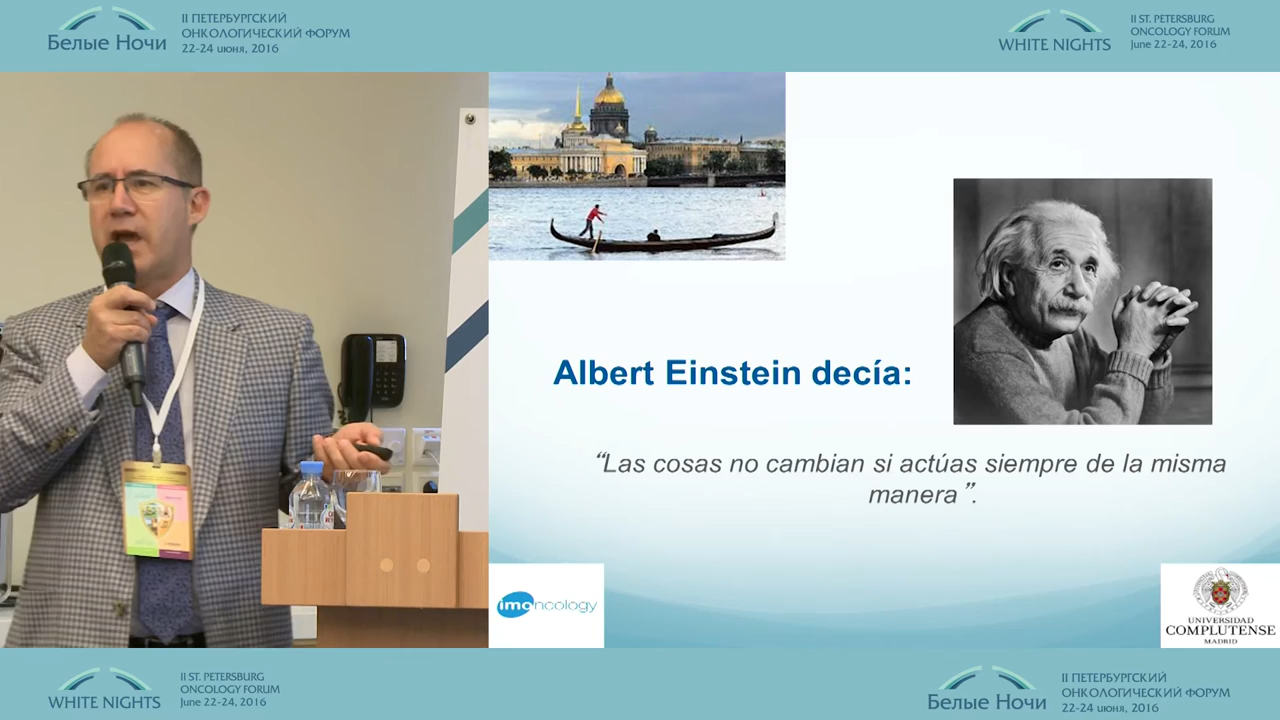 Белые Ночи
II ПЕТЕРБУРГСКИЙ
ОНКОЛОГИЧЕСКИЙ ФОРУМ
22-24 июня, 2016
WHITE NIGHTS
II ST. PETERSBURG
ONCOLOGY FORUM
June 22-24, 2016
Albert Einstein decía:
“Las cosas no cambian si actúas siempre de la misma
manera”.
imoncology
UNIVERSIDAD
COMPLUTENSE
MADRID
WHITE NIGHTS
II ST. PETERSBURG
ONCOLOGY FORUM
June 22-24, 2016
Белые Ночи
II ПЕТЕРБУРГСКИЙ
ОНКОЛОГИЧЕСКИЙ ФОРУМ
22-24 июня, 2016